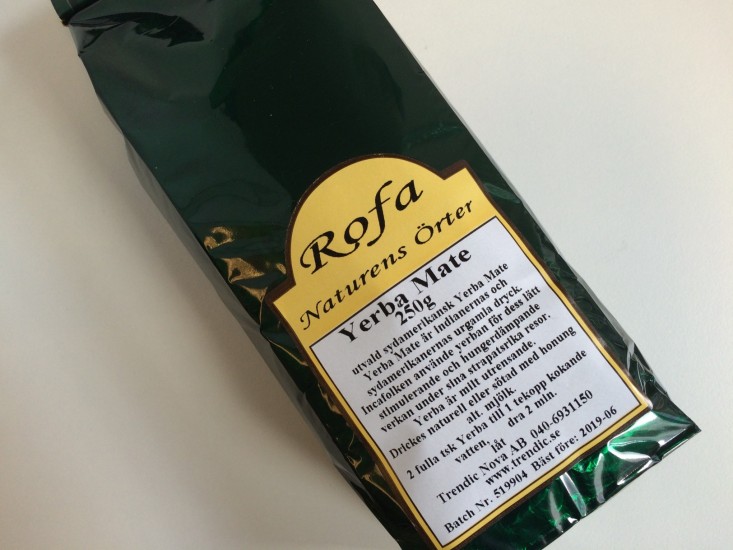 Rofa
Naturens Örter
Yerba Mate
250g
utvald sydamerikansk Yerba Mate
Yerba Mate är indianernas och
sydamerikanernas urgamla dryck.
Incafolken använde yerban för dess lätt
stimulerande och hungerdämpande
verkan under sina strapatsrika resor.
Yerba är milt utrensande.
Drickes naturell eller sötad med honung
alt. mjölk.
2 fulla tsk Yerba till 1 tekopp kokande
vatten, låt dra 2 min.
Trendic Nova AB 040-6931150
www.trendic.se
Batch Nr. 519904 Bäst före: 2019-06